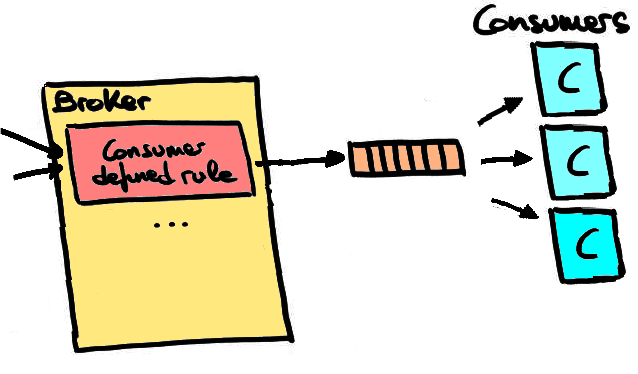 Consumers
Broker
Consumer
defined rule
...
C
C
C